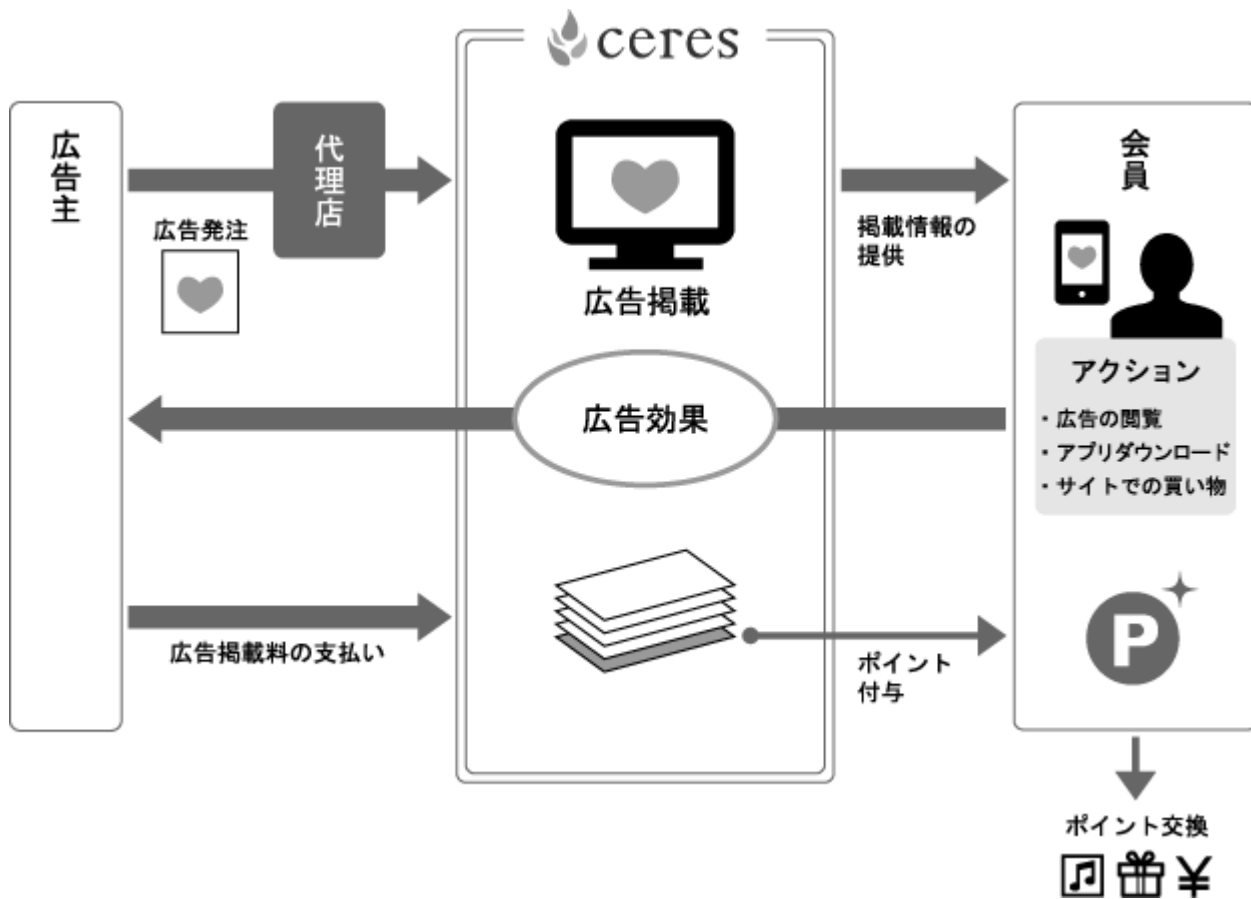 ceres
広告主
代理店
広告発注
広告掲載
掲載情報の
提供
会員
アクション
・広告の閲覧
・アプリダウンロード
・サイトでの買い物
広告効果
広告掲載料の支払い
ポイント
付与
P
ポイント交換
¥